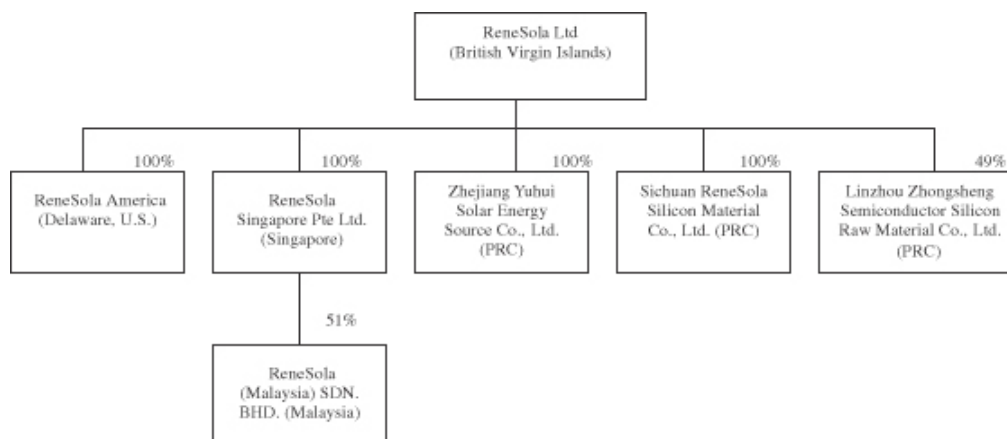 ReneSola Ltd
(British Virgin Islands)
100%
100%
100%
100%
49%
ReneSola America
(Delaware, U.S.)
ReneSola
Singapore Pte Ltd.
(Singapore)
Zhejiang Yuhui
Solar Energy
Source Co., Ltd.
(PRC)
Sichuan ReneSola
Silicon Material
Co., Ltd. (PRC)
Linzhou Zhongsheng
Semiconductor Silicon
Raw Material Co., Ltd.
(PRC)
51%
ReneSola
(Malaysia) SDN.
BHD. (Malaysia)